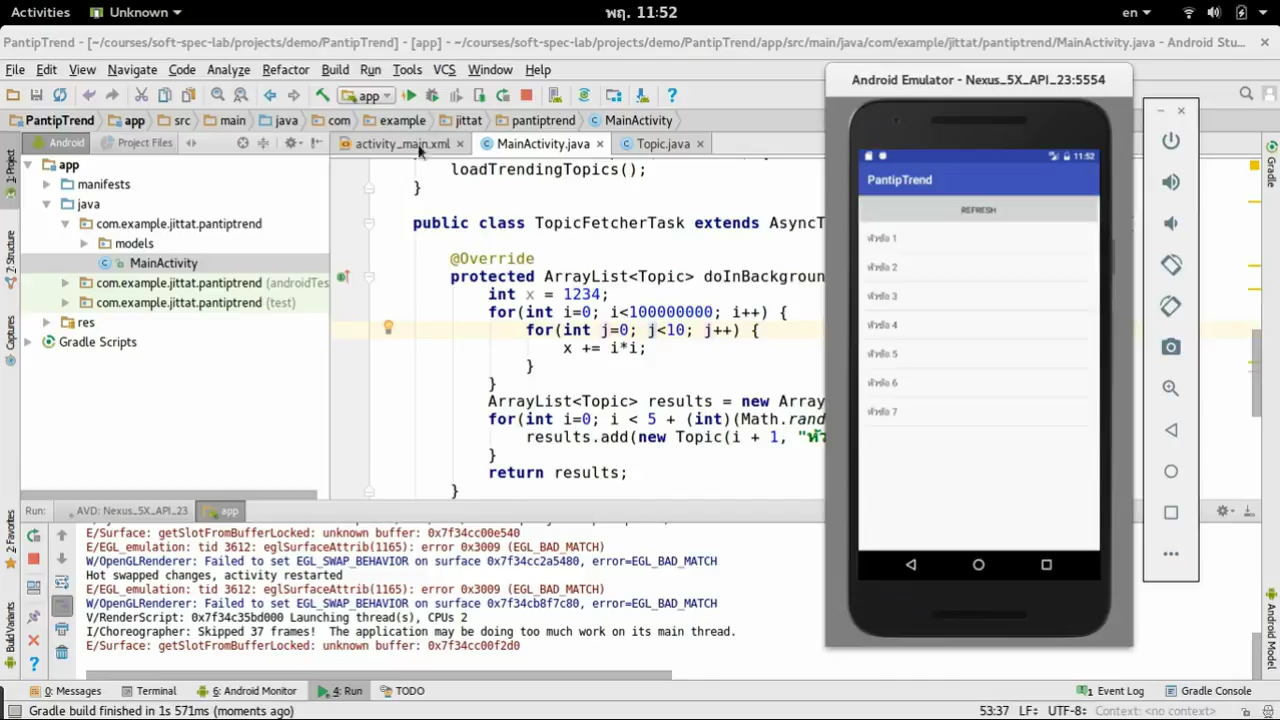 Activities Unknown พฤ. 11:52 en
PantipTrend - [~/courses/soft-spec-lab/projects/demo/PantipTrend] - [app] - ~/courses/soft-spec-lab/projects/demo/PantipTrend/app/src/main/java/com/example/jittat/pantiptrend/MainActivity.java - Android Stu...
File Edit View Navigate Code Analyze Refactor Build Run Tools VCS Window Help
app
PantipTrend app src main java com example jittat pantiptrend MainActivity
Android Project Files
app
manifests
java
com.example.jittat.pantiptrend
models
MainActivity
com.example.jittat.pantiptrend (androidTes
com.example.jittat.pantiptrend (test)
res
Gradle Scripts
1: Project
7: Structure
Captures
2: Favorites
Build Variants
activity_main.xml MainActivity.java Topic.java
loadTrendingTopics();
}
public class TopicFetcherTask extends AsyncT
@Override
protected ArrayList<Topic> doInBackgroun
int x = 1234;
for(int i=0; i<100000000; i++) {
for(int j=0; j<10; j++) {
x += i*i;
}
}
ArrayList<Topic> results = new Array
for(int i=0; i < 5 + (int)(Math.rand
results.add(new Topic(i + 1, "หัว
}
return results;
}
Android Emulator - Nexus_5X_API_23:5554
11:52
PantipTrend
REFRESH
หัวข้อ 1
หัวข้อ 2
หัวข้อ 3
หัวข้อ 4
หัวข้อ 5
หัวข้อ 6
หัวข้อ 7
Gradle
Android Model
Run: AVD: Nexus_5X_API_23 app
E/Surface: getSlotFromBufferLocked: unknown buffer: 0x7f34cc00e540
E/EGL_emulation: tid 3612: eglSurfaceAttrib(1165): error 0x3009 (EGL_BAD_MATCH)
W/OpenGLRenderer: Failed to set EGL_SWAP_BEHAVIOR on surface 0x7f34cc2a5480, error=EGL_BAD_MATCH
Hot swapped changes, activity restarted
E/EGL_emulation: tid 3612: eglSurfaceAttrib(1165): error 0x3009 (EGL_BAD_MATCH)
W/OpenGLRenderer: Failed to set EGL_SWAP_BEHAVIOR on surface 0x7f34cb8f7c80, error=EGL_BAD_MATCH
V/RenderScript: 0x7f34c35bd000 Launching thread(s), CPUs 2
I/Choreographer: Skipped 37 frames! The application may be doing too much work on its main thread.
E/Surface: getSlotFromBufferLocked: unknown buffer: 0x7f34cc00f2d0
0: Messages Terminal 6: Android Monitor 4: Run TODO 1 Event Log Gradle Console
Gradle build finished in 1s 571ms (moments ago) 53:37 LF÷ UTF-8÷ Context: <no context>